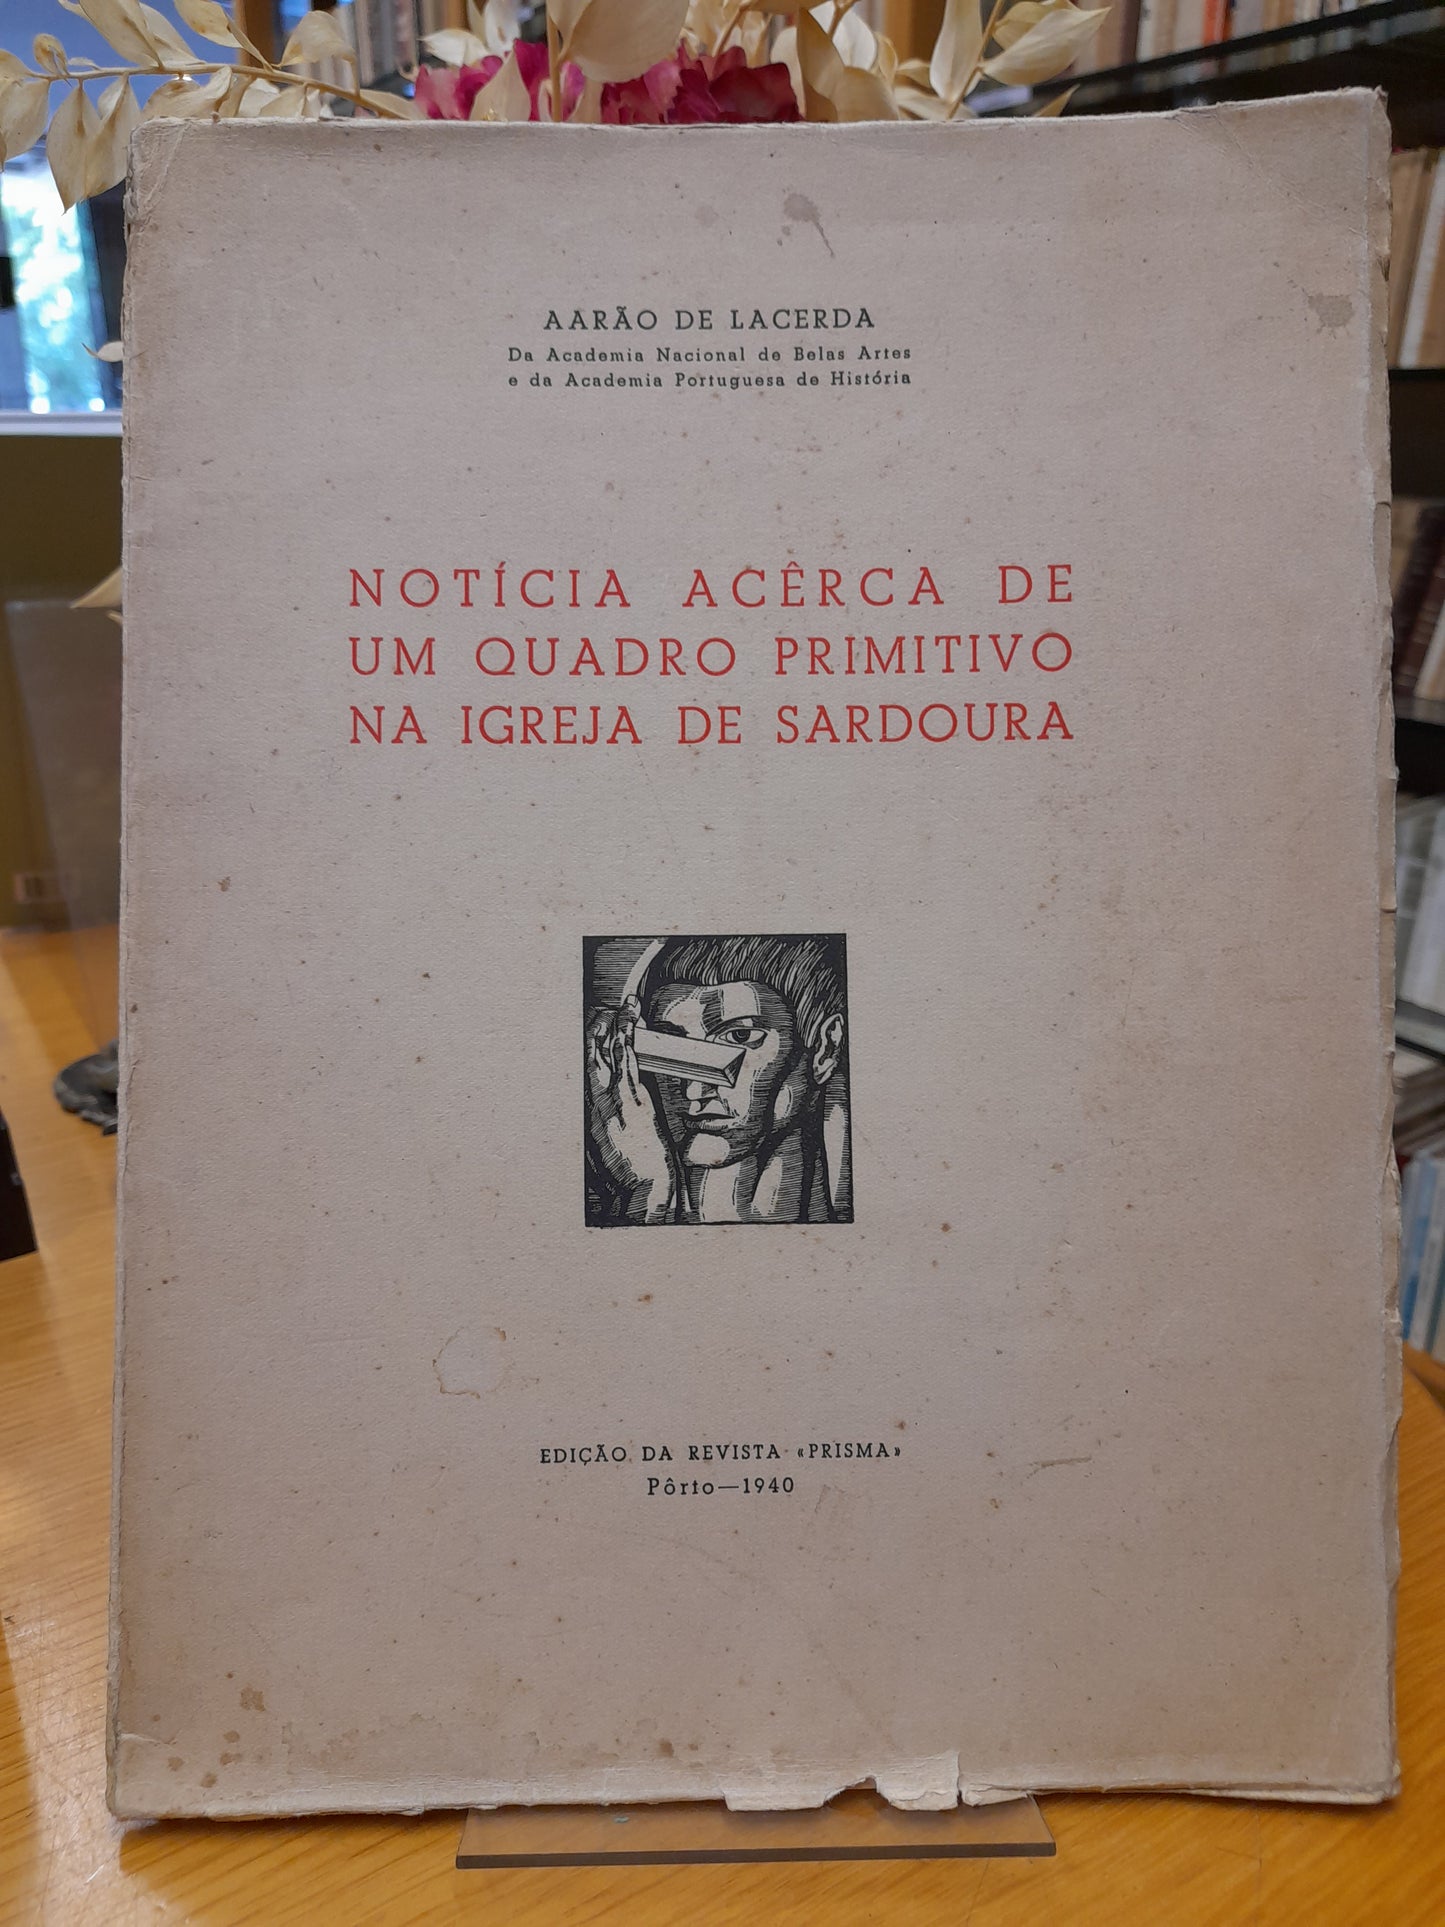 AARÃO DE LACERDA
Da Academia Nacional de Belas Artes
e da Academia Portuguesa de História
NOTÍCIA ACÊRCA DE
UM QUADRO PRIMITIVO
NA IGREJA DE SARDOURA
EDIÇÃO DA REVISTA «PRISMA»
Pôrto—1940